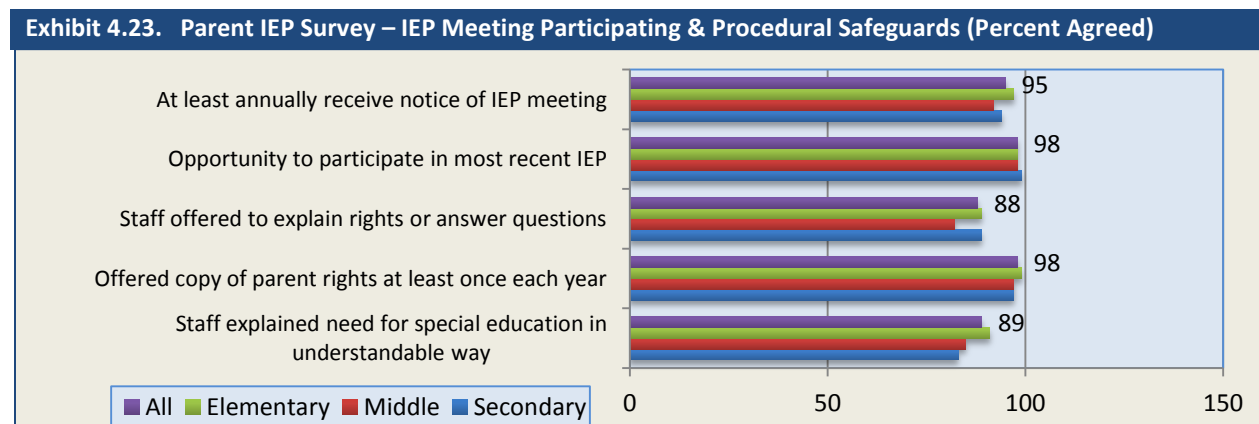 Exhibit 4.23. Parent IEP Survey – IEP Meeting Participating & Procedural Safeguards (Percent Agreed)
At least annually receive notice of IEP meeting 95
Opportunity to participate in most recent IEP 98
Staff offered to explain rights or answer questions 88
Offered copy of parent rights at least once each year 98
Staff explained need for special education in
understandable way 89
All Elementary Middle Secondary
0 50 100 150